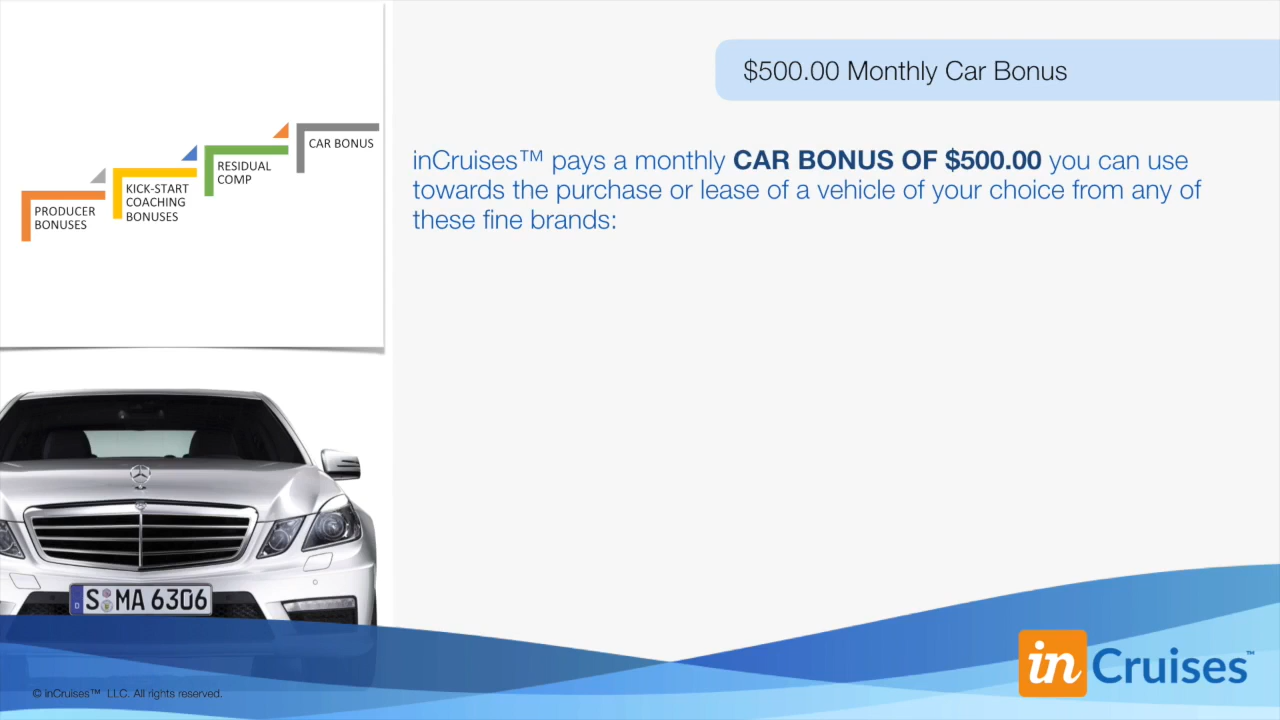 $500.00 Monthly Car Bonus
PRODUCER
BONUSES
KICK-START
COACHING
BONUSES
RESIDUAL
COMP
CAR BONUS
inCruises™ pays a monthly CAR BONUS OF $500.00 you can use
towards the purchase or lease of a vehicle of your choice from any of
these fine brands:
S MA 6306
D
© inCruises™ LLC. All rights reserved.
in Cruises™